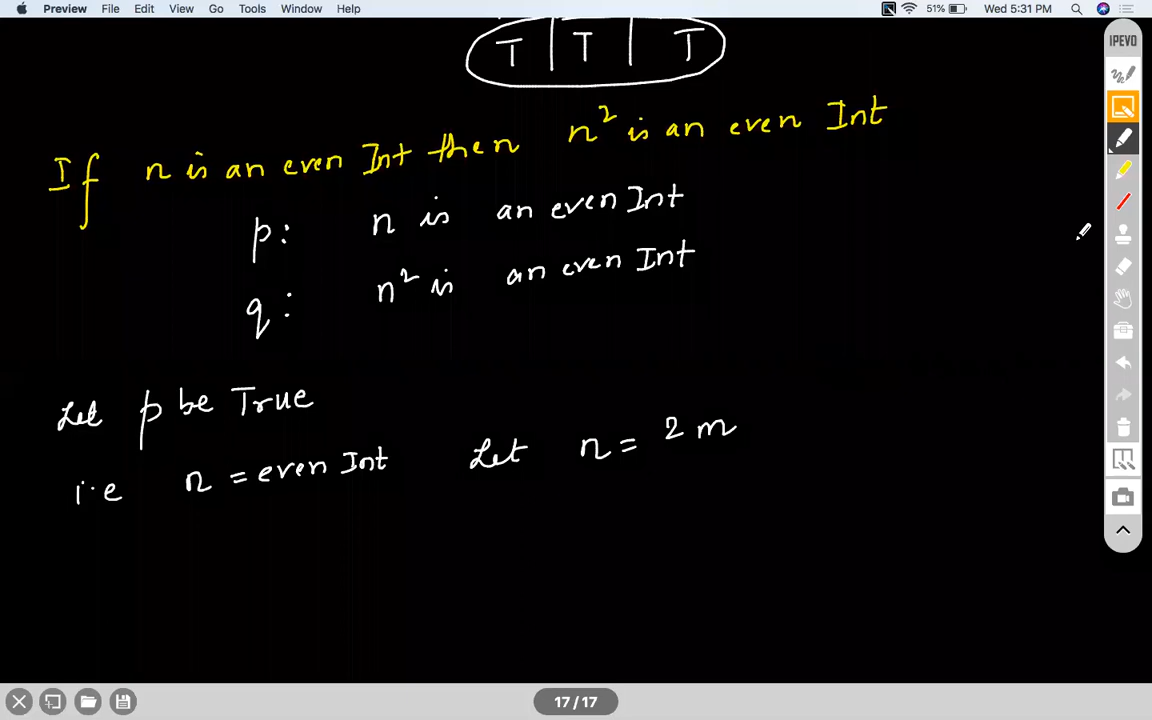 Preview File Edit View Go Tools Window Help 51% Wed 5:31 PM
IPEVO
T T T
If n is an even Int then n² is an even Int
p: n is an even Int
q: n² is an even Int
Let p be True
i.e n = even Int Let n = 2 m
17/17